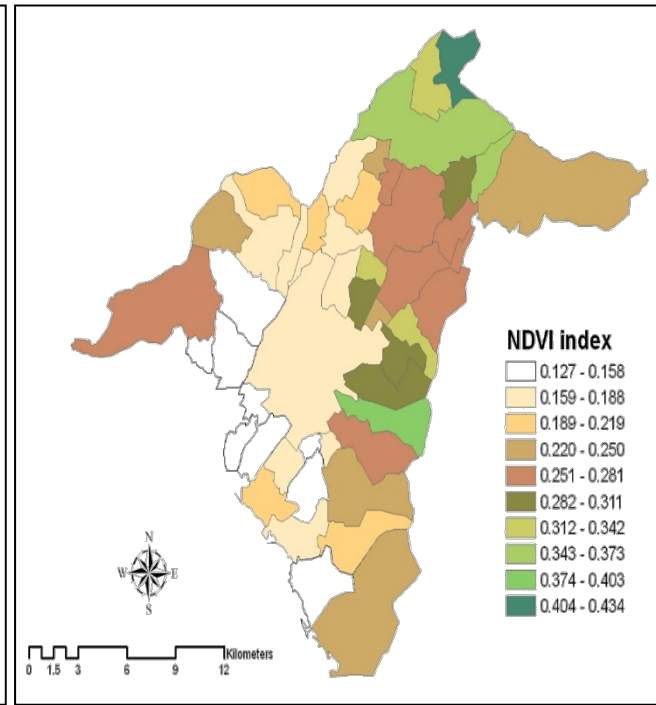 NDVI index
0.127 - 0.158
0.159 - 0.188
0.189 - 0.219
0.220 - 0.250
0.251 - 0.281
0.282 - 0.311
0.312 - 0.342
0.343 - 0.373
0.374 - 0.403
0.404 - 0.434
N
W E
S
Kilometers
0 1.5 3 6 9 12